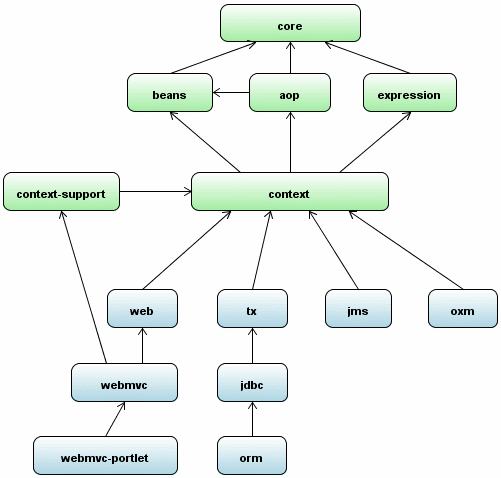 core
beans
aop
expression
context-support
context
web
tx
jms
oxm
webmvc
jdbc
webmvc-portlet
orm